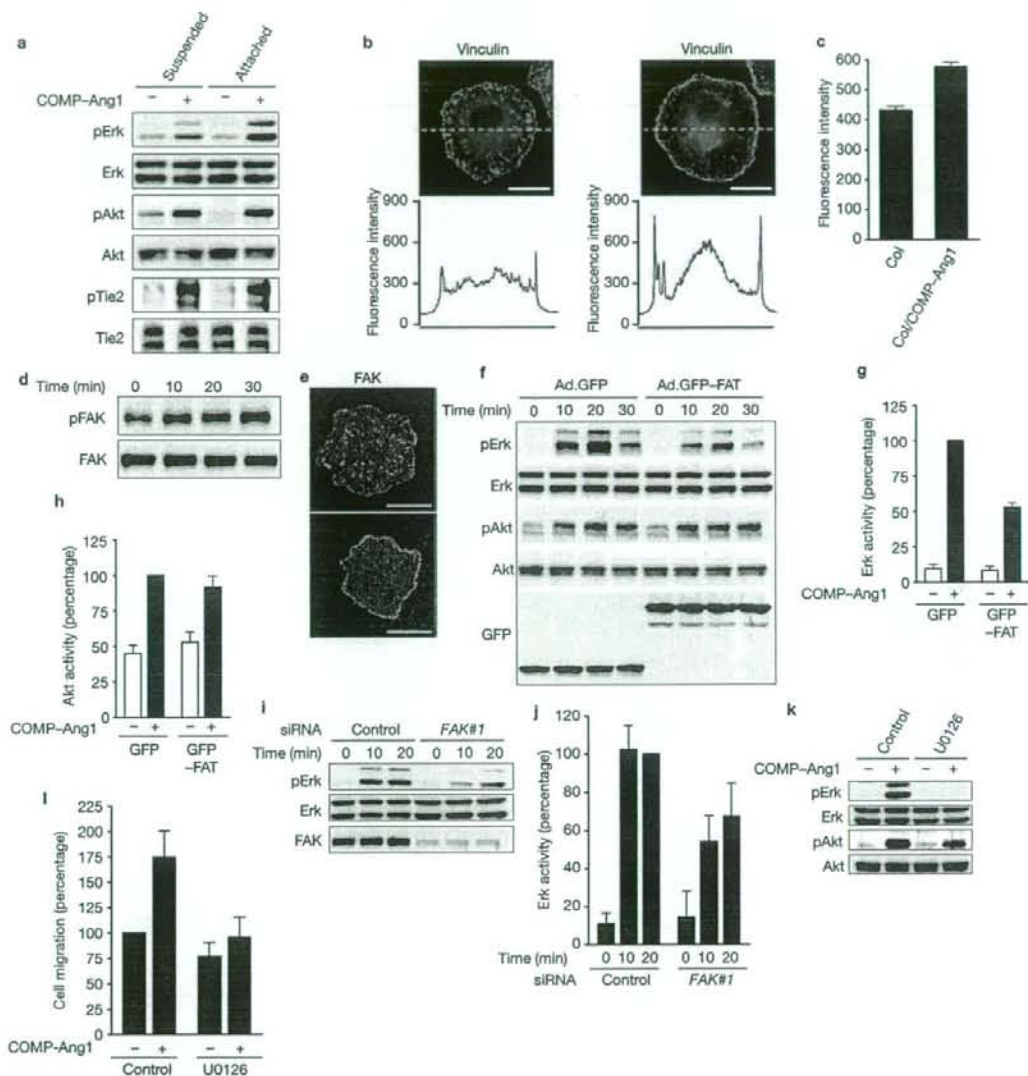 a
Suspended
Attached
COMP–Ang1 – + – +
pErk
Erk
pAkt
Akt
pTie2
Tie2
b
Vinculin
Vinculin
Fluorescence intensity
900
600
300
0
Fluorescence intensity
900
600
300
0
c
Fluorescence intensity
600
500
400
300
200
100
0
Col
Col/COMP–Ang1
d
Time (min) 0 10 20 30
pFAK
FAK
e
FAK
f
Ad.GFP Ad.GFP–FAT
Time (min) 0 10 20 30 0 10 20 30
pErk
Erk
pAkt
Akt
GFP
g
Erk activity (percentage)
125
100
75
50
25
0
COMP–Ang1 – + – +
GFP GFP
–FAT
h
Akt activity (percentage)
125
100
75
50
25
0
COMP–Ang1 – + – +
GFP GFP
–FAT
i
siRNA Control FAK#1
Time (min) 0 10 20 0 10 20
pErk
Erk
FAK
j
Erk activity (percentage)
120
100
80
60
40
20
0
Time (min) 0 10 20 0 10 20
siRNA Control FAK#1
k
Control
U0126
COMP–Ang1 – + – +
pErk
Erk
pAkt
Akt
l
Cell migration (percentage)
225
200
175
150
125
100
75
50
25
0
COMP-Ang1 – + – +
Control U0126